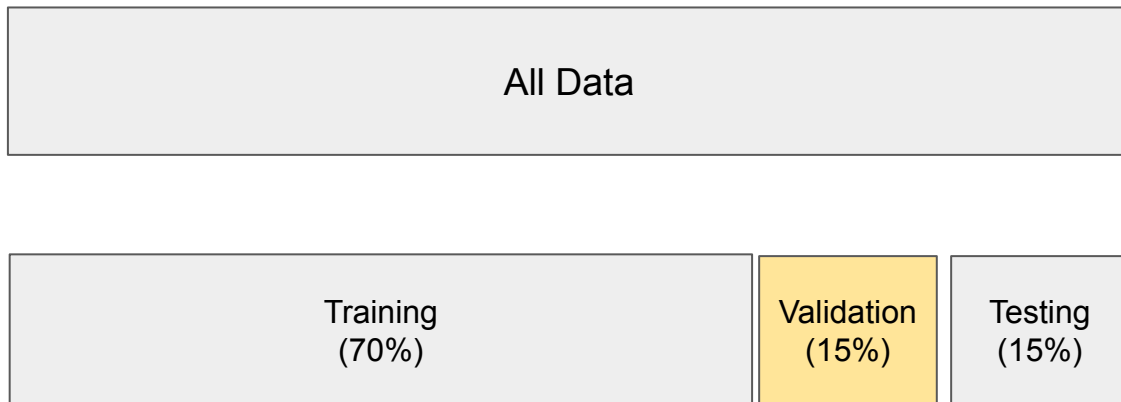 All Data
Training
(70%)
Validation
(15%)
Testing
(15%)